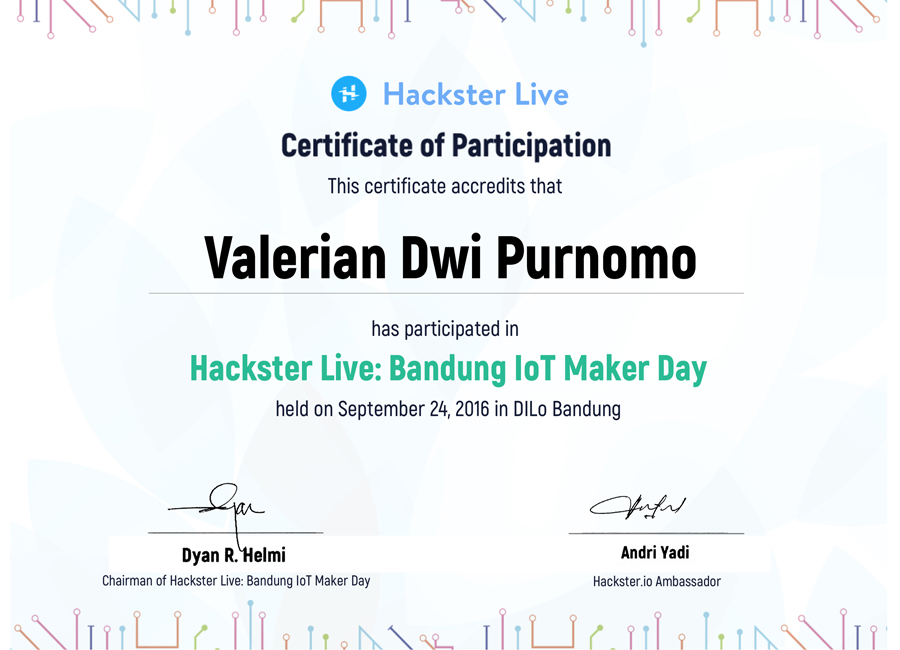 Hackster Live
Certificate of Participation
This certificate accredits that
Valerian Dwi Purnomo
has participated in
Hackster Live: Bandung IoT Maker Day
held on September 24, 2016 in DILo Bandung
Dyan R. Helmi
Chairman of Hackster Live: Bandung IoT Maker Day
Andri Yadi
Hackster.io Ambassador